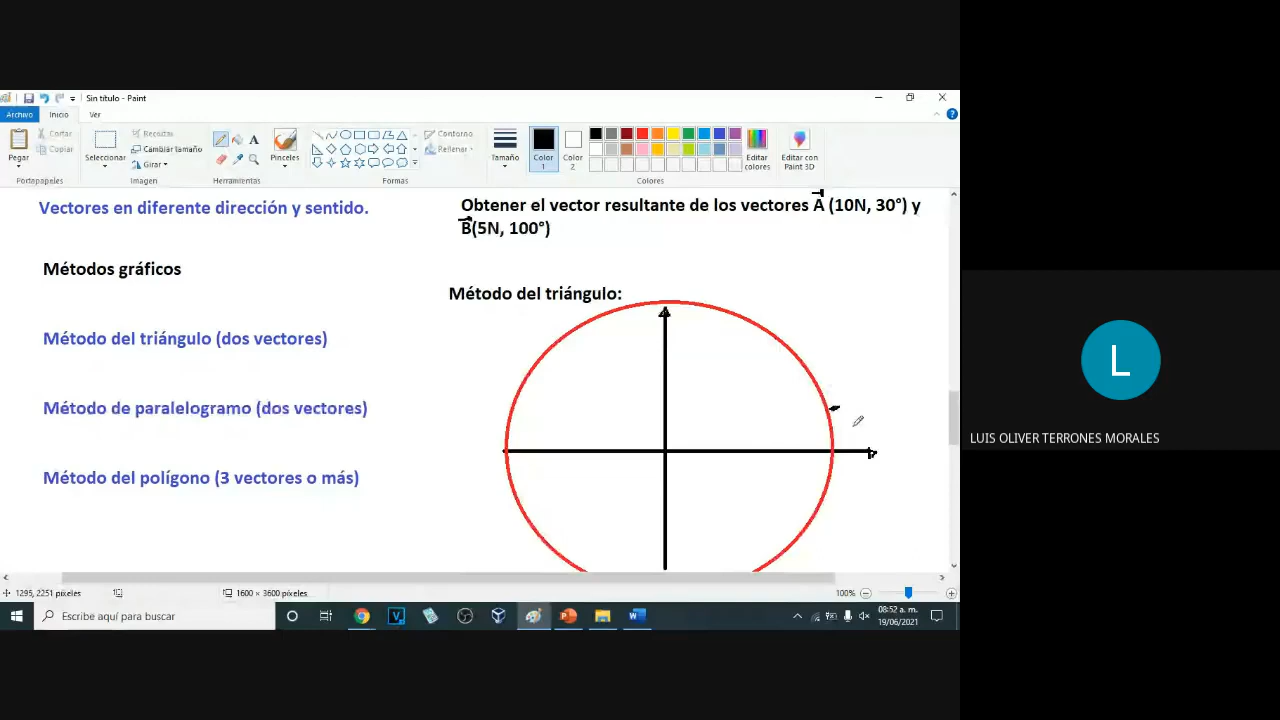 Sin título - Paint
Archivo Inicio Ver
Pegar
Cortar
Copiar
Portapapeles
Seleccionar
Recortar
Cambiar tamaño
Girar
Imagen
A
Herramientas
Pinceles
Contorno
Rellenar
Formas
Tamaño
Color 1
Color 2
Editar colores
Editar con Paint 3D
Colores
Vectores en diferente dirección y sentido.
Métodos gráficos
Método del triángulo (dos vectores)
Método de paralelogramo (dos vectores)
Método del polígono (3 vectores o más)
Obtener el vector resultante de los vectores A (10N, 30°) y
B(5N, 100°)
Método del triángulo:
1295, 2251 píxeles
1600 × 3600 píxeles
100%
Escribe aquí para buscar
08:52 a. m.
19/06/2021
L
LUIS OLIVER TERRONES MORALES